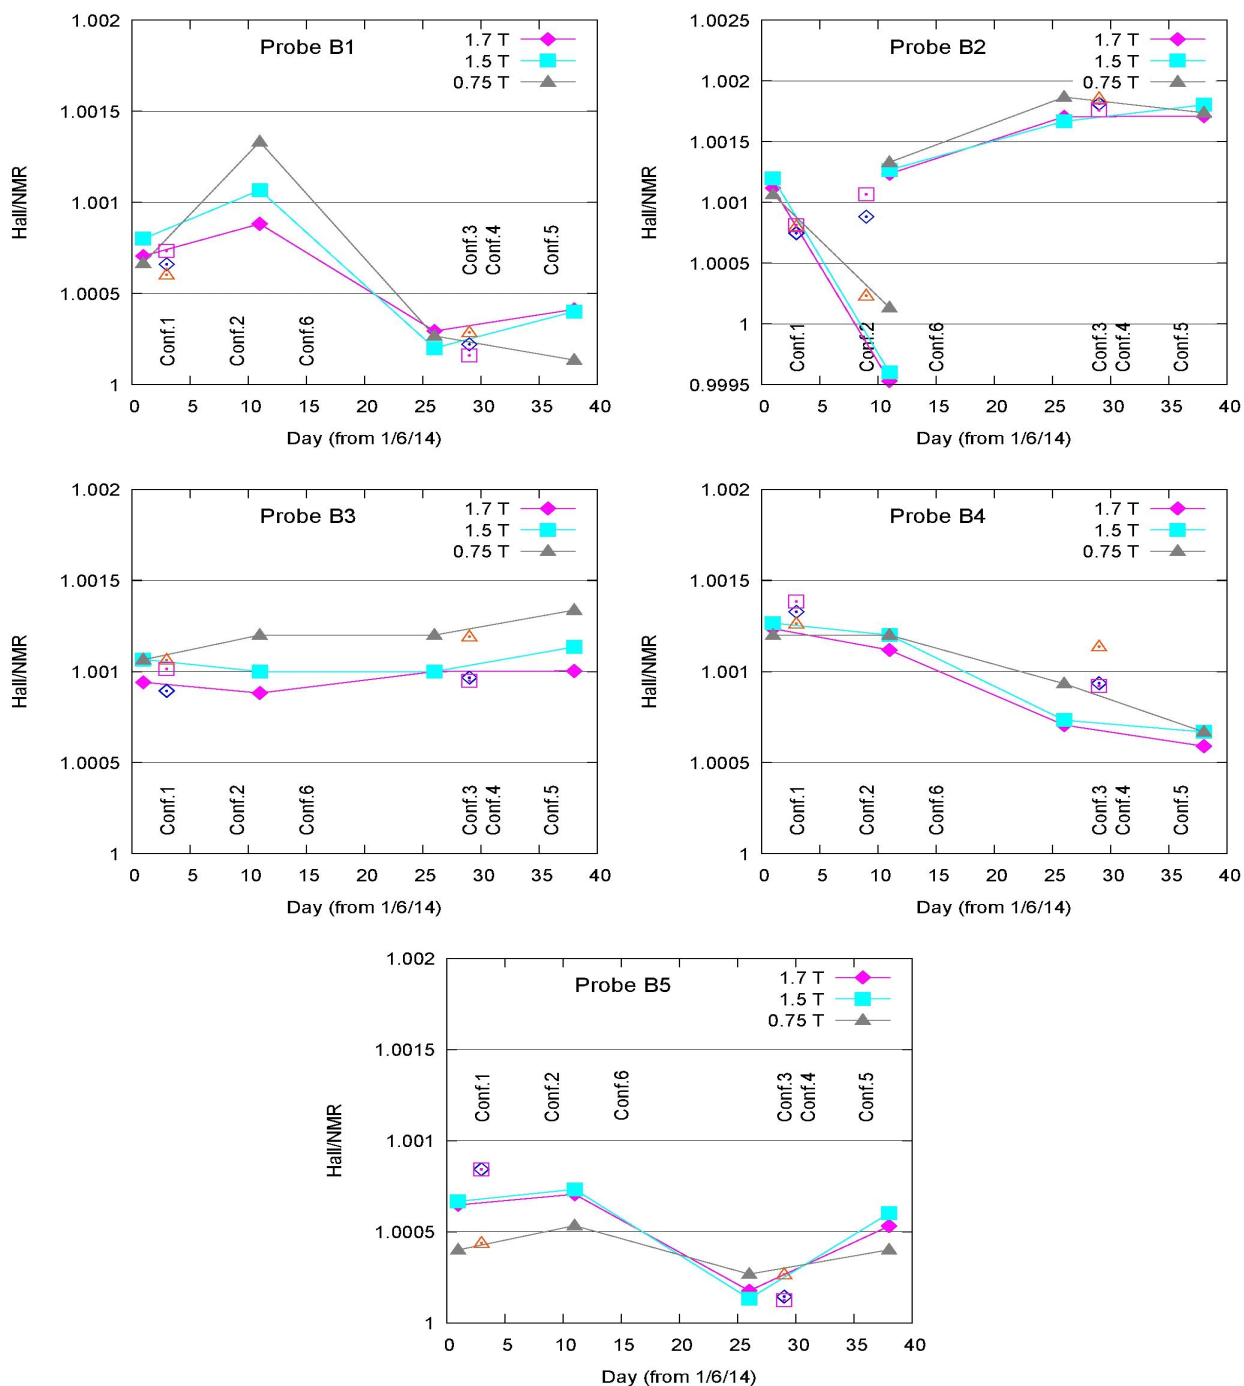 Probe B1
1.7 T
1.5 T
0.75 T
1.002
1.0015
1.001
1.0005
1
Hall/NMR
Conf.1
Conf.2
Conf.6
Conf.3
Conf.4
Conf.5
0 5 10 15 20 25 30 35 40
Day (from 1/6/14)
Probe B2
1.7 T
1.5 T
0.75 T
1.0025
1.002
1.0015
1.001
1.0005
1
0.9995
Hall/NMR
Conf.1
Conf.2
Conf.6
Conf.3
Conf.4
Conf.5
0 5 10 15 20 25 30 35 40
Day (from 1/6/14)
Probe B3
1.7 T
1.5 T
0.75 T
1.002
1.0015
1.001
1.0005
1
Hall/NMR
Conf.1
Conf.2
Conf.6
Conf.3
Conf.4
Conf.5
0 5 10 15 20 25 30 35 40
Day (from 1/6/14)
Probe B4
1.7 T
1.5 T
0.75 T
1.002
1.0015
1.001
1.0005
1
Hall/NMR
Conf.1
Conf.2
Conf.6
Conf.3
Conf.4
Conf.5
0 5 10 15 20 25 30 35 40
Day (from 1/6/14)
Probe B5
1.7 T
1.5 T
0.75 T
1.002
1.0015
1.001
1.0005
1
Hall/NMR
Conf.1
Conf.2
Conf.6
Conf.3
Conf.4
Conf.5
0 5 10 15 20 25 30 35 40
Day (from 1/6/14)